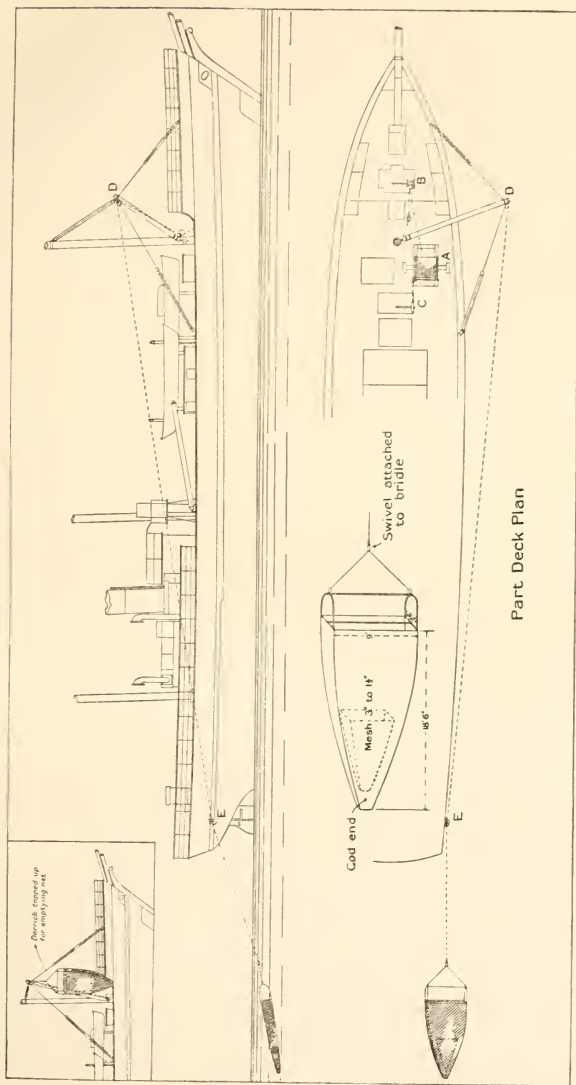 Derrick topped up
for emptying net
D
E
Swivel attached
to bridle
9'
Mesh 3" to 1½"
18' 6"
Cod end
B
A
C
D
E
Part Deck Plan